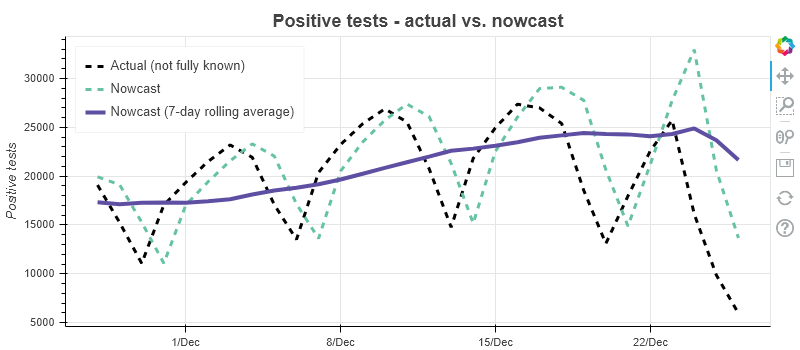 Positive tests - actual vs. nowcast
Actual (not fully known)
Nowcast
Nowcast (7-day rolling average)
Positive tests
30000
25000
20000
15000
10000
5000
1/Dec
8/Dec
15/Dec
22/Dec